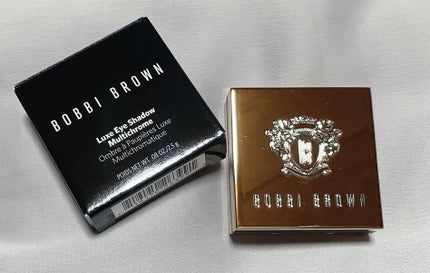 BOBBI BROWN
Luxe Eye Shadow
Multichrome
Ombre à Paupières Luxe
Multichromatique
POIDS NET WT. .08 OZ./2.5 g
BOBBI BROWN